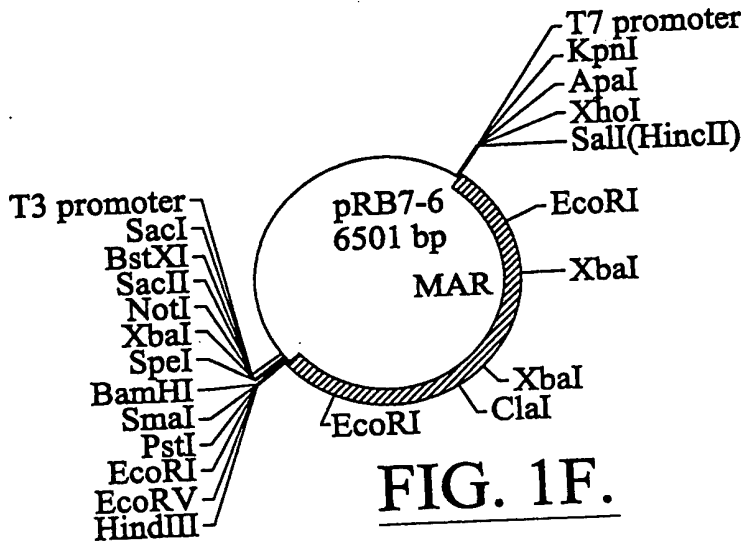 T7 promoter
KpnI
ApaI
XhoI
SalI(HincII)
T3 promoter
SacI
BstXI
SacII
NotI
XbaI
SpeI
BamHI
SmaI
PstI
EcoRI
EcoRV
HindIII
pRB7-6
6501 bp
MAR
EcoRI
XbaI
XbaI
ClaI
EcoRI
FIG. 1F.